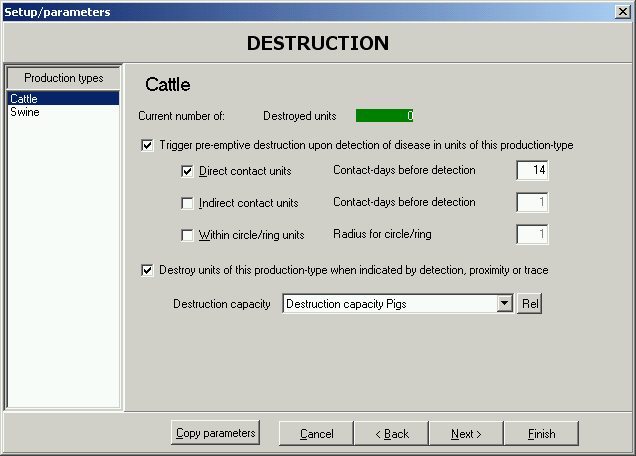 Setup/parameters
DESTRUCTION
Production types
Cattle
Swine
Cattle
Current number of: Destroyed units 0
Trigger pre-emptive destruction upon detection of disease in units of this production-type
Direct contact units Contact-days before detection 14
Indirect contact units Contact-days before detection 1
Within circle/ring units Radius for circle/ring 1
Destroy units of this production-type when indicated by detection, proximity or trace
Destruction capacity Destruction capacity Pigs Rel
Copy parameters Cancel < Back Next > Finish